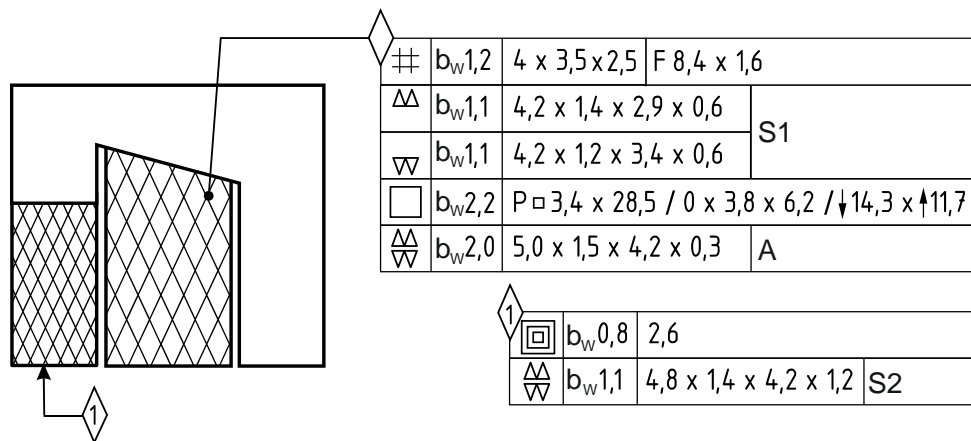 b_W1,2 4 x 3,5 x 2,5 F 8,4 x 1,6
b_W1,1 4,2 x 1,4 x 2,9 x 0,6 S1
b_W1,1 4,2 x 1,2 x 3,4 x 0,6
b_W2,2 P □ 3,4 x 28,5 / 0 x 3,8 x 6,2 / ↓14,3 x ↑11,7
b_W2,0 5,0 x 1,5 x 4,2 x 0,3 A
1
b_W0,8 2,6
b_W1,1 4,8 x 1,4 x 4,2 x 1,2 S2
1